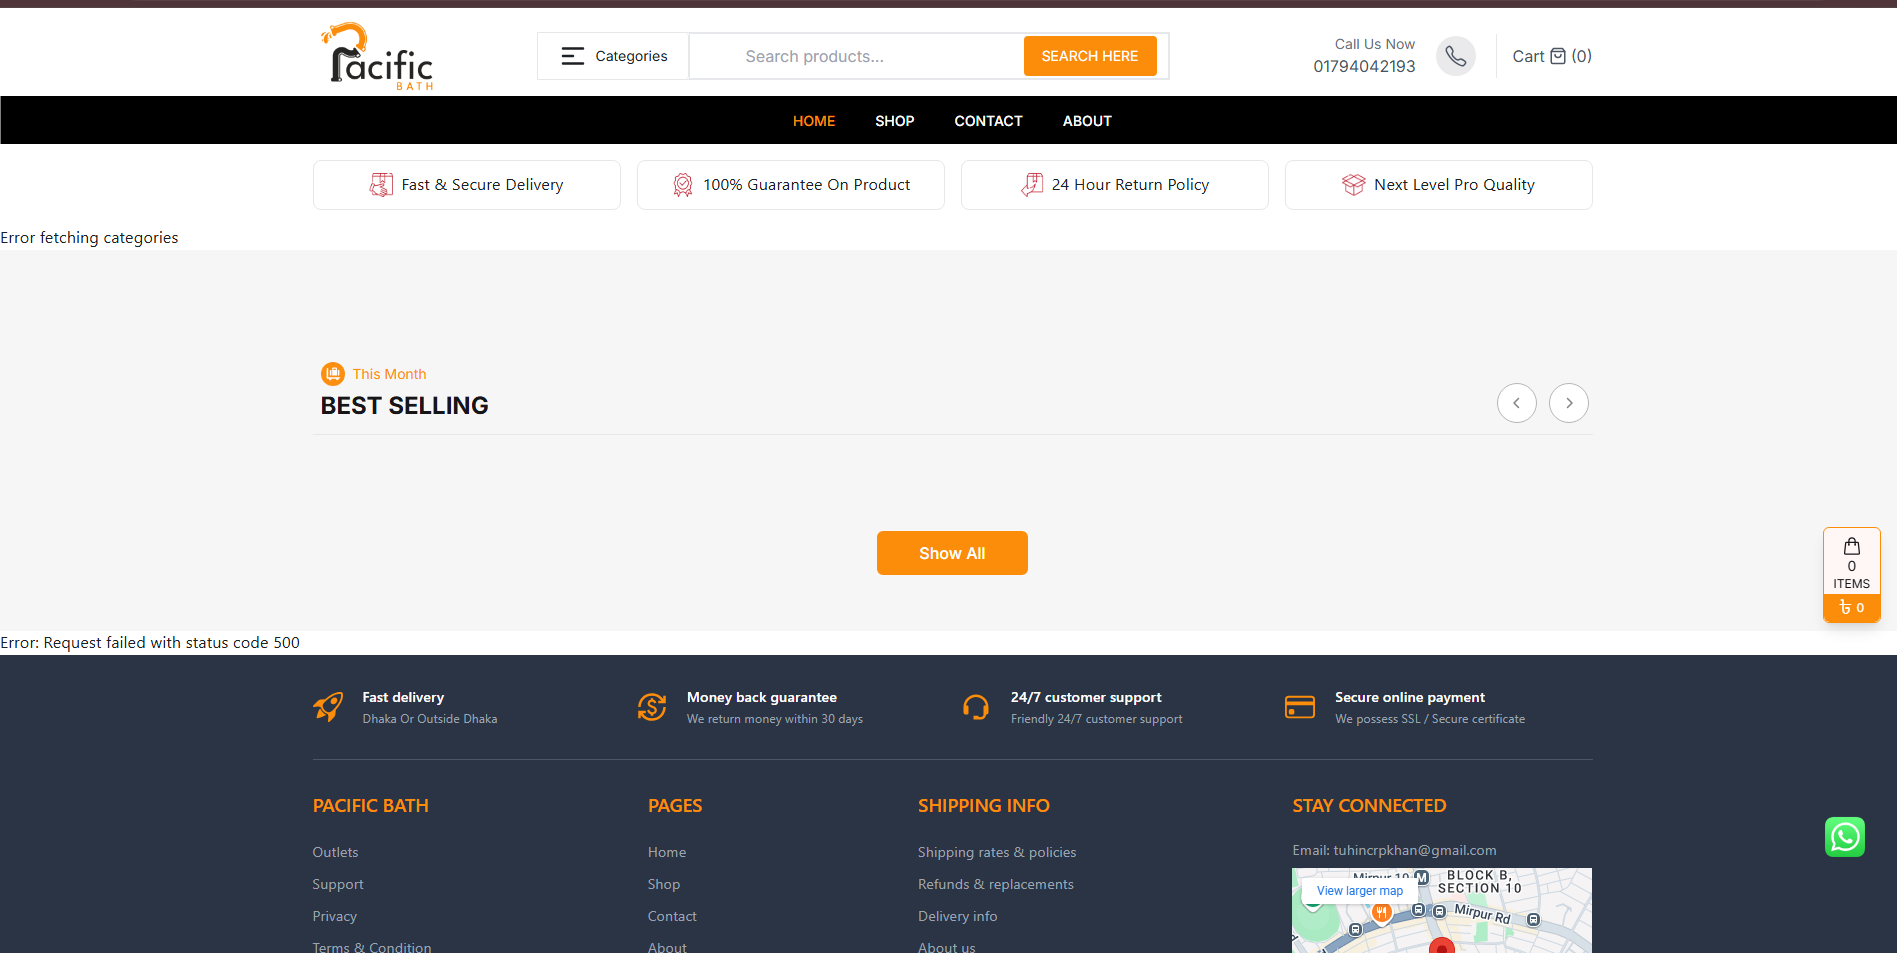 Pacific
BATH
Categories
Search products...
SEARCH HERE
Call Us Now
01794042193
Cart (0)
HOME SHOP CONTACT ABOUT
Fast & Secure Delivery
100% Guarantee On Product
24 Hour Return Policy
Next Level Pro Quality
Error fetching categories
This Month
BEST SELLING
Show All
0
ITEMS
৳ 0
Error: Request failed with status code 500
Fast delivery
Dhaka Or Outside Dhaka
Money back guarantee
We return money within 30 days
24/7 customer support
Friendly 24/7 customer support
Secure online payment
We possess SSL / Secure certificate
PACIFIC BATH
Outlets
Support
Privacy
Terms & Condition
PAGES
Home
Shop
Contact
About
SHIPPING INFO
Shipping rates & policies
Refunds & replacements
Delivery info
About us
STAY CONNECTED
Email: tuhincrpkhan@gmail.com
View larger map
BLOCK B,
SECTION 10
Mirpur Rd